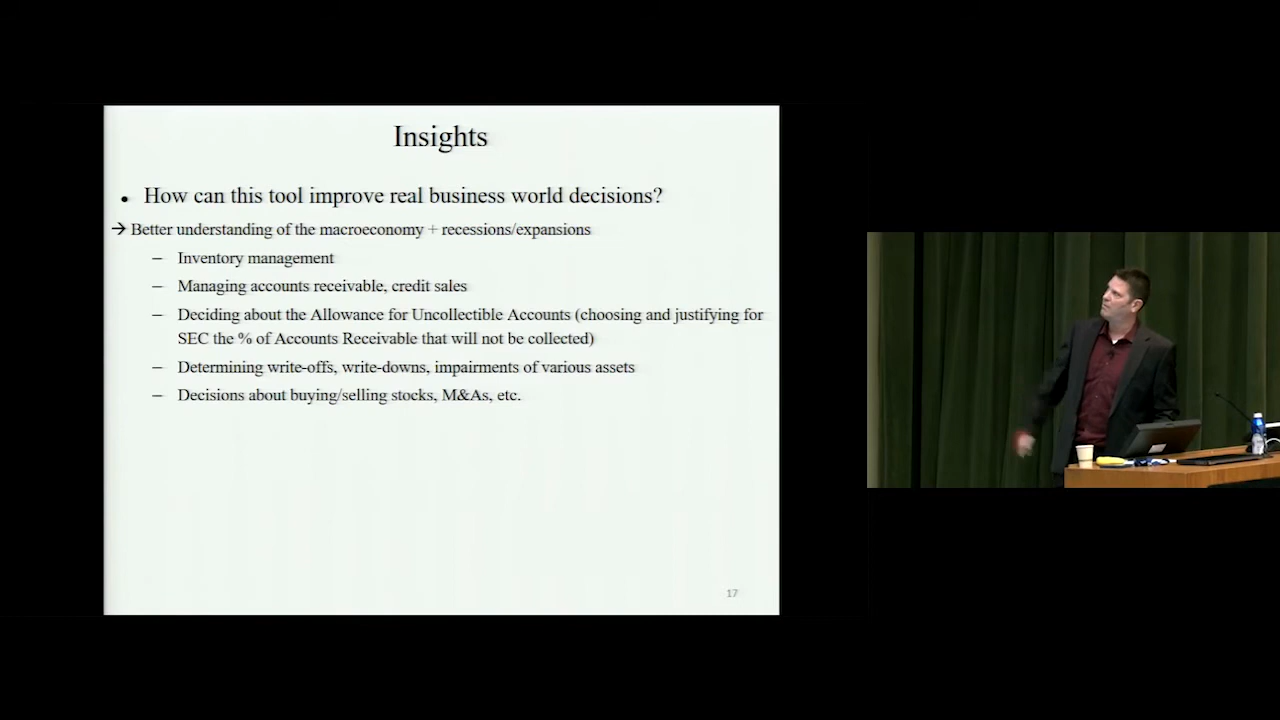 Insights
• How can this tool improve real business world decisions?
→ Better understanding of the macroeconomy + recessions/expansions
– Inventory management
– Managing accounts receivable, credit sales
– Deciding about the Allowance for Uncollectible Accounts (choosing and justifying for
SEC the % of Accounts Receivable that will not be collected)
– Determining write-offs, write-downs, impairments of various assets
– Decisions about buying/selling stocks, M&As, etc.
17